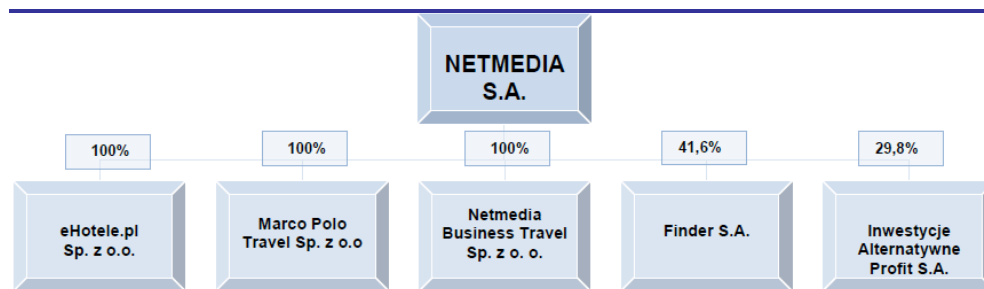 NETMEDIA
S.A.
100%
100%
100%
41,6%
29,8%
eHotele.pl
Sp. z o.o.
Marco Polo
Travel Sp. z o.o
Netmedia
Business Travel
Sp. z o. o.
Finder S.A.
Inwestycje
Alternatywne
Profit S.A.